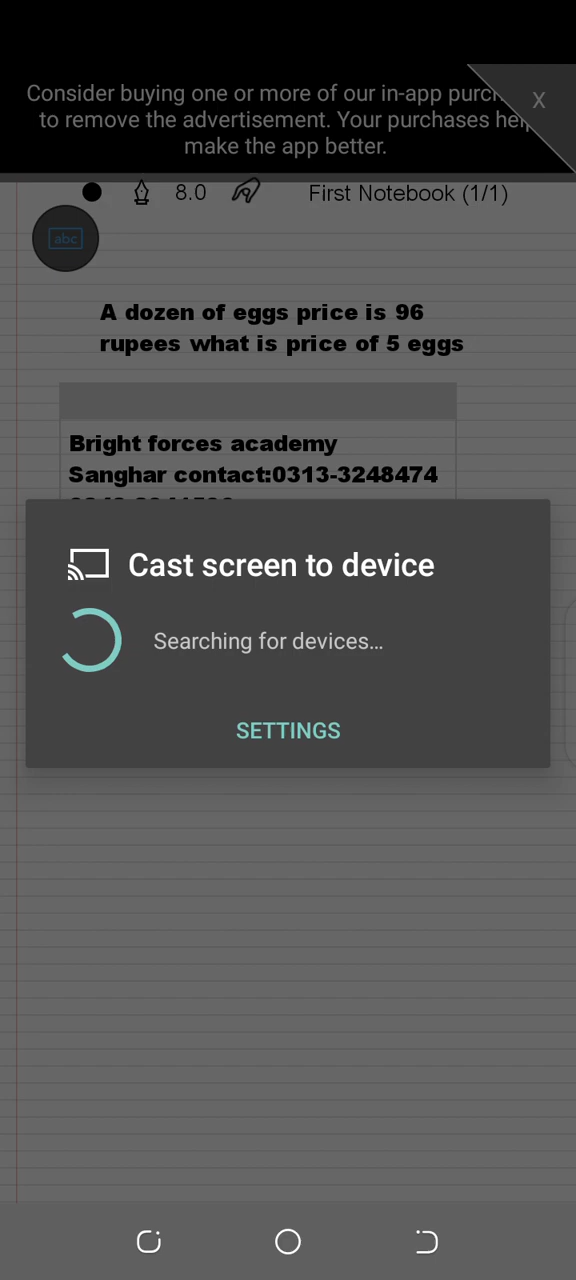 Consider buying one or more of our in-app
to remove the advertisement. Your purchases
make the app better.
X
8.0 First Notebook (1/1)
abc
A dozen of eggs price is 96
rupees what is price of 5 eggs
Bright forces academy
Sanghar contact:0313-3248474
Cast screen to device
Searching for devices...
SETTINGS